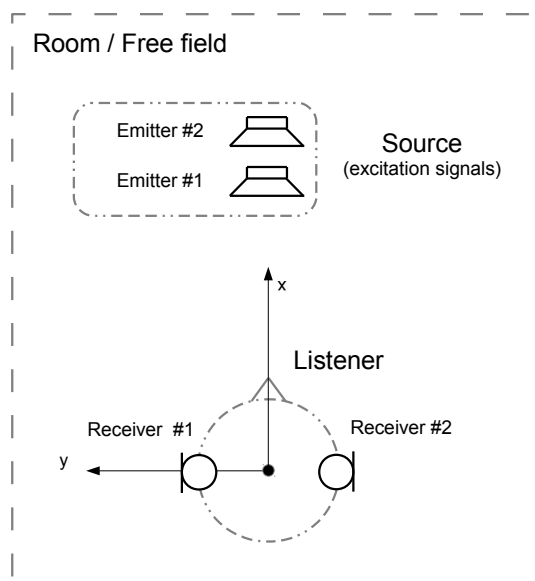 Room / Free field
Emitter #2
Source
(excitation signals)
Emitter #1
x
Listener
Receiver #1
Receiver #2
y